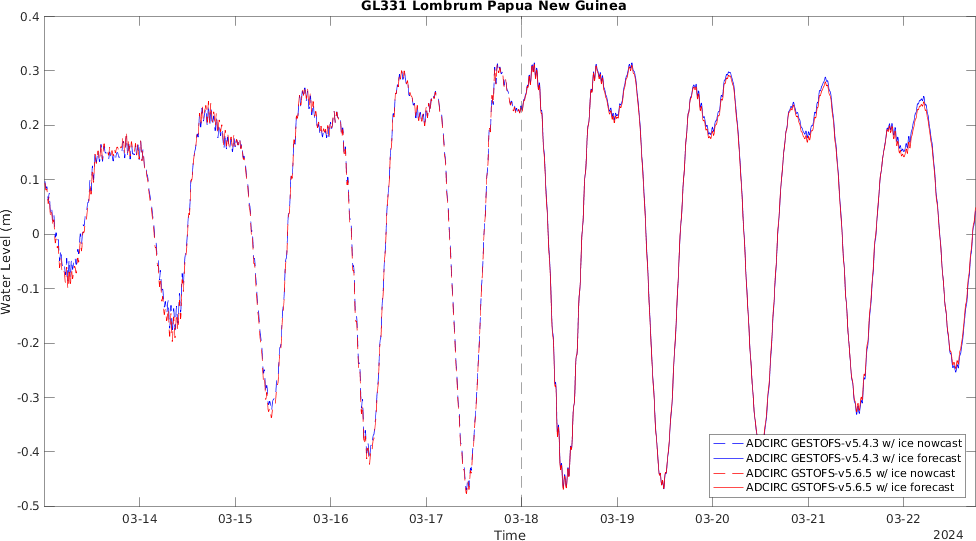 GL331 Lombrum Papua New Guinea
0.4
0.3
0.2
0.1
0
-0.1
-0.2
-0.3
-0.4
-0.5
Water Level (m)
ADCIRC GESTOFS-v5.4.3 w/ ice nowcast
ADCIRC GESTOFS-v5.4.3 w/ ice forecast
ADCIRC GSTOFS-v5.6.5 w/ ice nowcast
ADCIRC GSTOFS-v5.6.5 w/ ice forecast
03-14 03-15 03-16 03-17 03-18 03-19 03-20 03-21 03-22
Time
2024